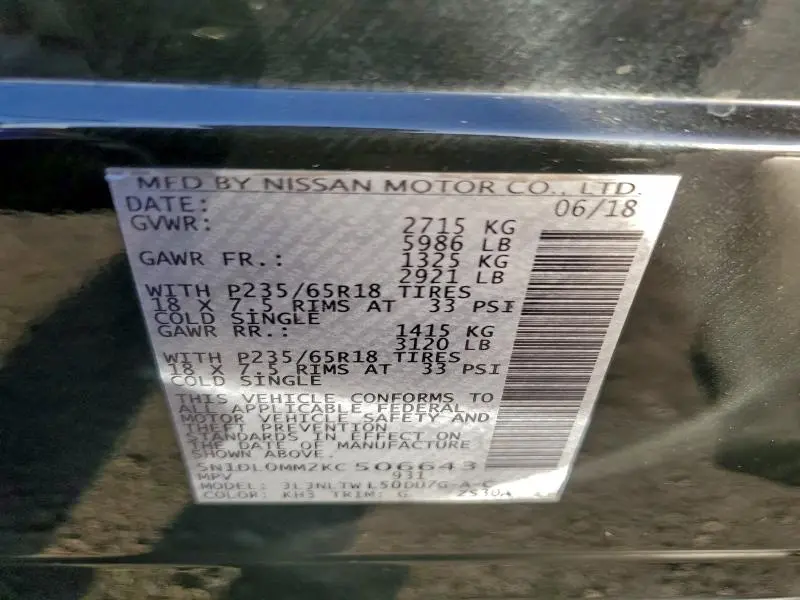 MFD BY NISSAN MOTOR CO., LTD.
DATE: 06/18
GVWR: 2715 KG
5986 LB
GAWR FR.: 1325 KG
2921 LB
WITH P235/65R18 TIRES
18 X 7.5 RIMS AT 33 PSI
COLD SINGLE
GAWR RR.: 1415 KG
3120 LB
WITH P235/65R18 TIRES
18 X 7.5 RIMS AT 33 PSI
COLD SINGLE
THIS VEHICLE CONFORMS TO
ALL APPLICABLE FEDERAL
MOTOR VEHICLE SAFETY AND
THEFT PREVENTION
STANDARDS IN EFFECT ON
THE DATE OF MANUFACTURE
SHOWN ABOVE.
5N1DL0MM2KC506643
MPV 931
MODEL:
COLOR: KH3 TRIM: G